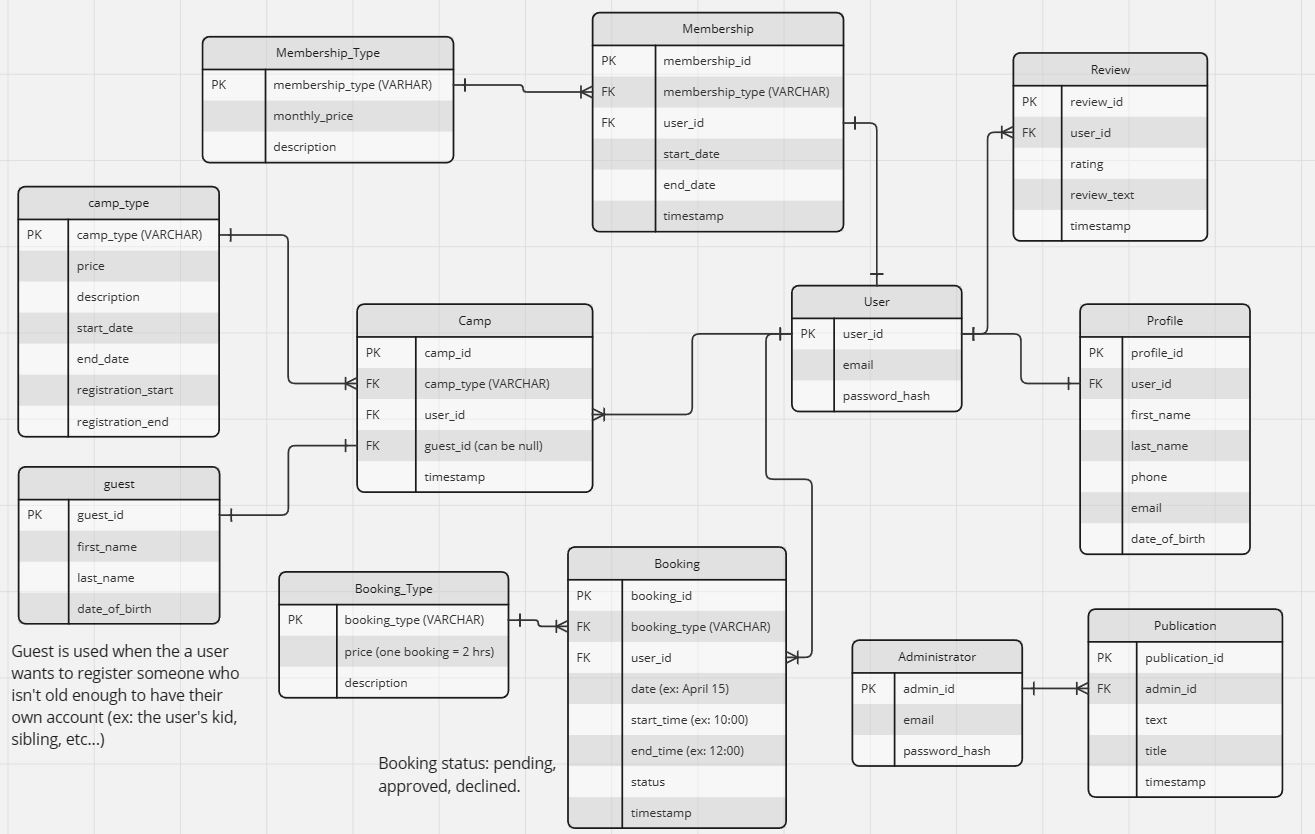 Membership_Type
PK membership_type (VARHAR)
monthly_price
description
Membership
PK membership_id
FK membership_type (VARCHAR)
FK user_id
start_date
end_date
timestamp
Review
PK review_id
FK user_id
rating
review_text
timestamp
camp_type
PK camp_type (VARCHAR)
price
description
start_date
end_date
registration_start
registration_end
Camp
PK camp_id
FK camp_type (VARCHAR)
FK user_id
FK guest_id (can be null)
timestamp
User
PK user_id
email
password_hash
Profile
PK profile_id
FK user_id
first_name
last_name
phone
email
date_of_birth
guest
PK guest_id
first_name
last_name
date_of_birth
Guest is used when the a user
wants to register someone who
isn't old enough to have their
own account (ex: the user's kid,
sibling, etc...)
Booking_Type
PK booking_type (VARCHAR)
price (one booking = 2 hrs)
description
Booking
PK booking_id
FK booking_type (VARCHAR)
FK user_id
date (ex: April 15)
start_time (ex: 10:00)
end_time (ex: 12:00)
status
timestamp
Booking status: pending,
approved, declined.
Administrator
PK admin_id
email
password_hash
Publication
PK publication_id
FK admin_id
text
title
timestamp